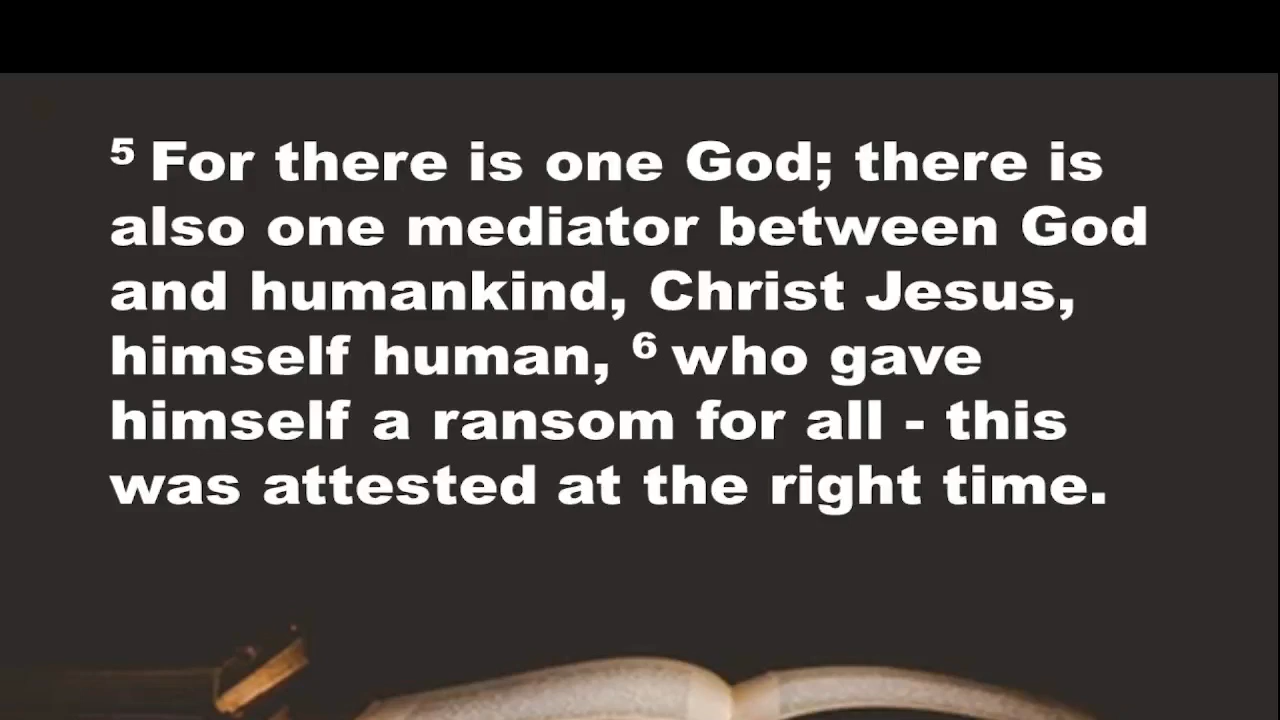 ⁵ For there is one God; there is
also one mediator between God
and humankind, Christ Jesus,
himself human, ⁶ who gave
himself a ransom for all - this
was attested at the right time.